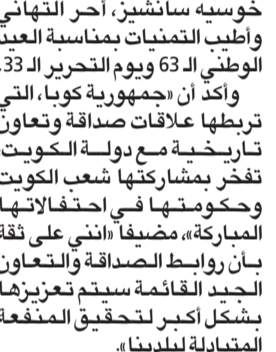 خوسيه سانشيز، أحر التهاني
وأطيب التمنيات بمناسبة العيد
الوطني الـ 63 ويوم التحرير الـ 33.
وأكد أن «جمهورية كوبا، التي
تربطها علاقات صداقة وتعاون
تاريخية مع دولة الكويت،
تفخر بمشاركتها شعب الكويت
وحكومتها في احتفالاتها
المباركة»، مضيفا «انني على ثقة
بأن روابط الصداقة والتعاون
الجيد القائمة سيتم تعزيزها
بشكل أكبر لتحقيق المنفعة
المتبادلة لبلدينا».